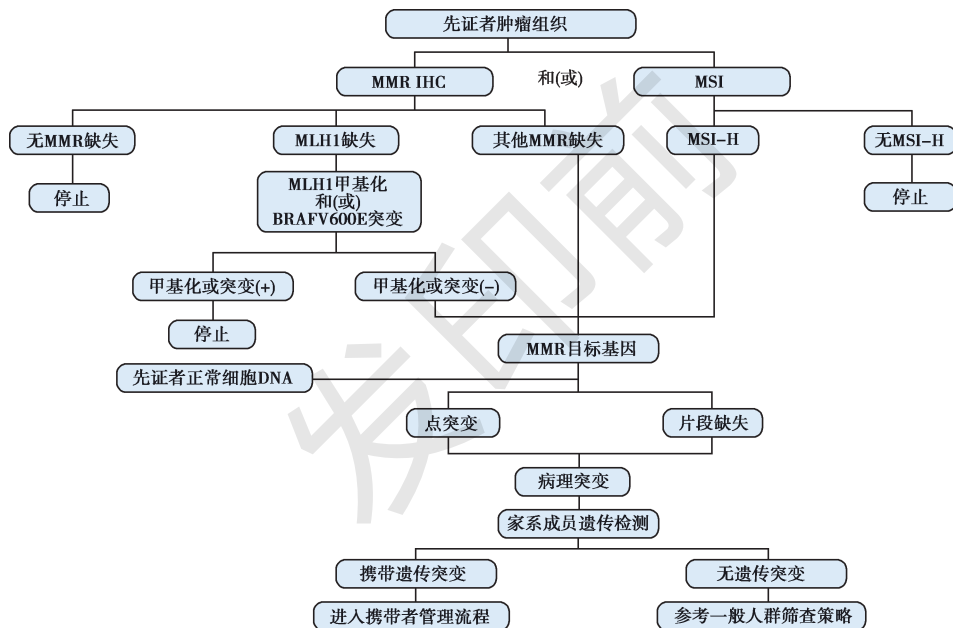 先证者肿瘤组织
MMR IHC
和(或)
MSI
无MMR缺失
MLH1缺失
其他MMR缺失
MSI-H
无MSI-H
停止
MLH1甲基化
和(或)
BRAFV600E突变
停止
甲基化或突变(+)
甲基化或突变(-)
停止
MMR目标基因
先证者正常细胞DNA
点突变
片段缺失
病理突变
家系成员遗传检测
携带遗传突变
无遗传突变
进入携带者管理流程
参考一般人群筛查策略
发印前